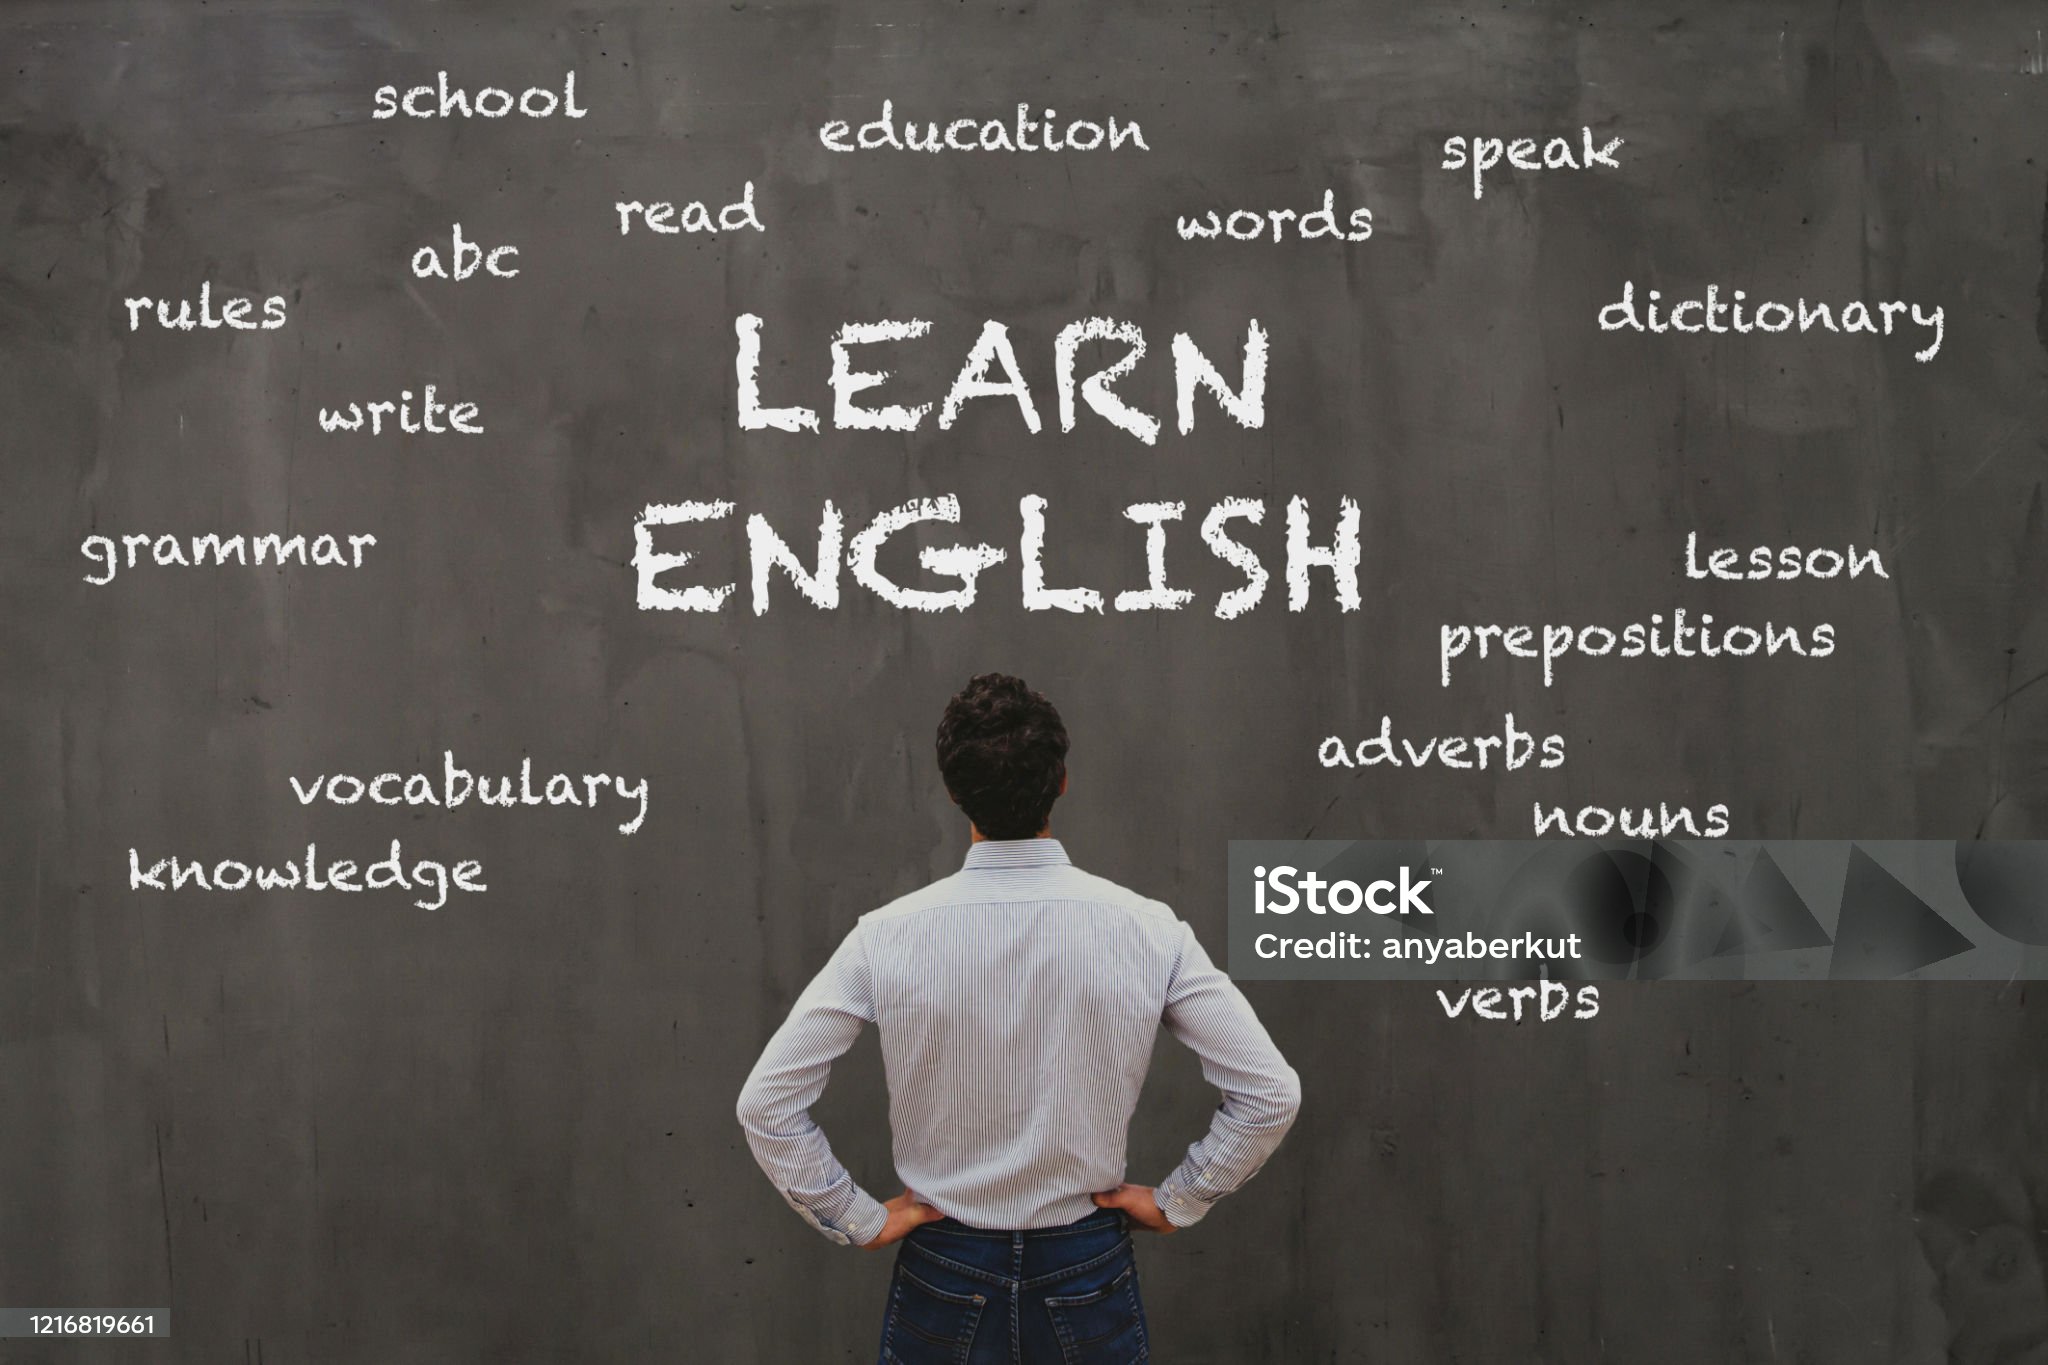 school
education
speak
read
words
abc
rules
dictionary
LEARN
write
ENGLISH
grammar
lesson
prepositions
adverbs
vocabulary
nouns
knowledge
iStock™
Credit: anyaberkut
verbs
1216819661